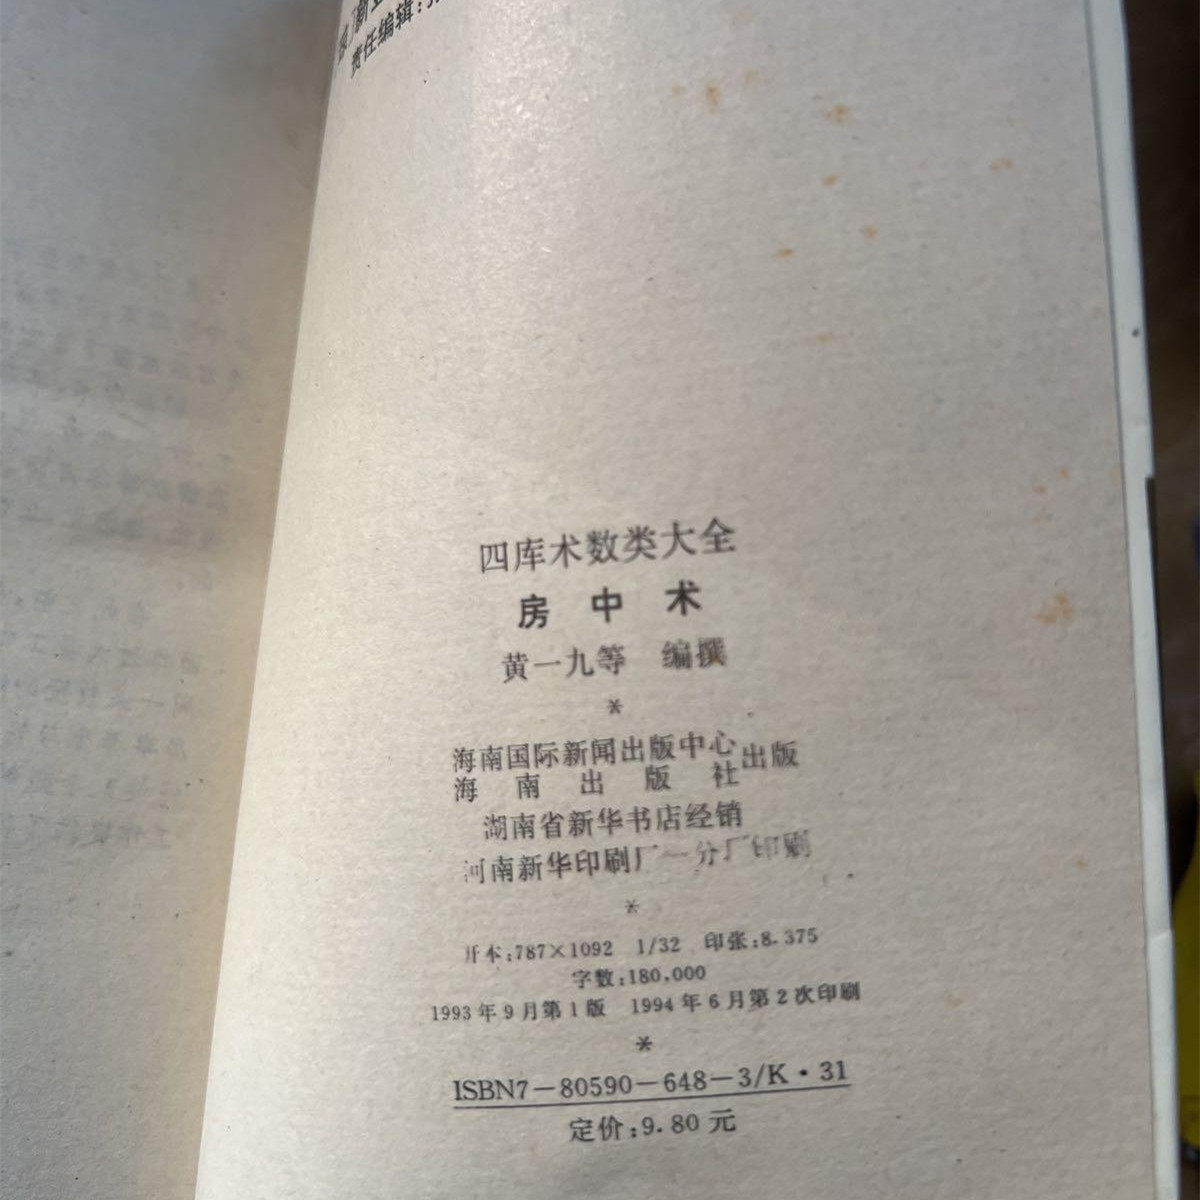 责任编辑:
四库术数类大全
房中术
黄一九等 编撰
*
海南国际新闻出版中心
海南出版社
出版
湖南省新华书店经销
河南新华印刷厂一分厂印刷
*
开本:787×1092 1/32 印张:8.375
字数:180,000
1993年9月第1版 1994年6月第2次印刷
*
ISBN7-80590-648-3/K·31
定价:9.80元